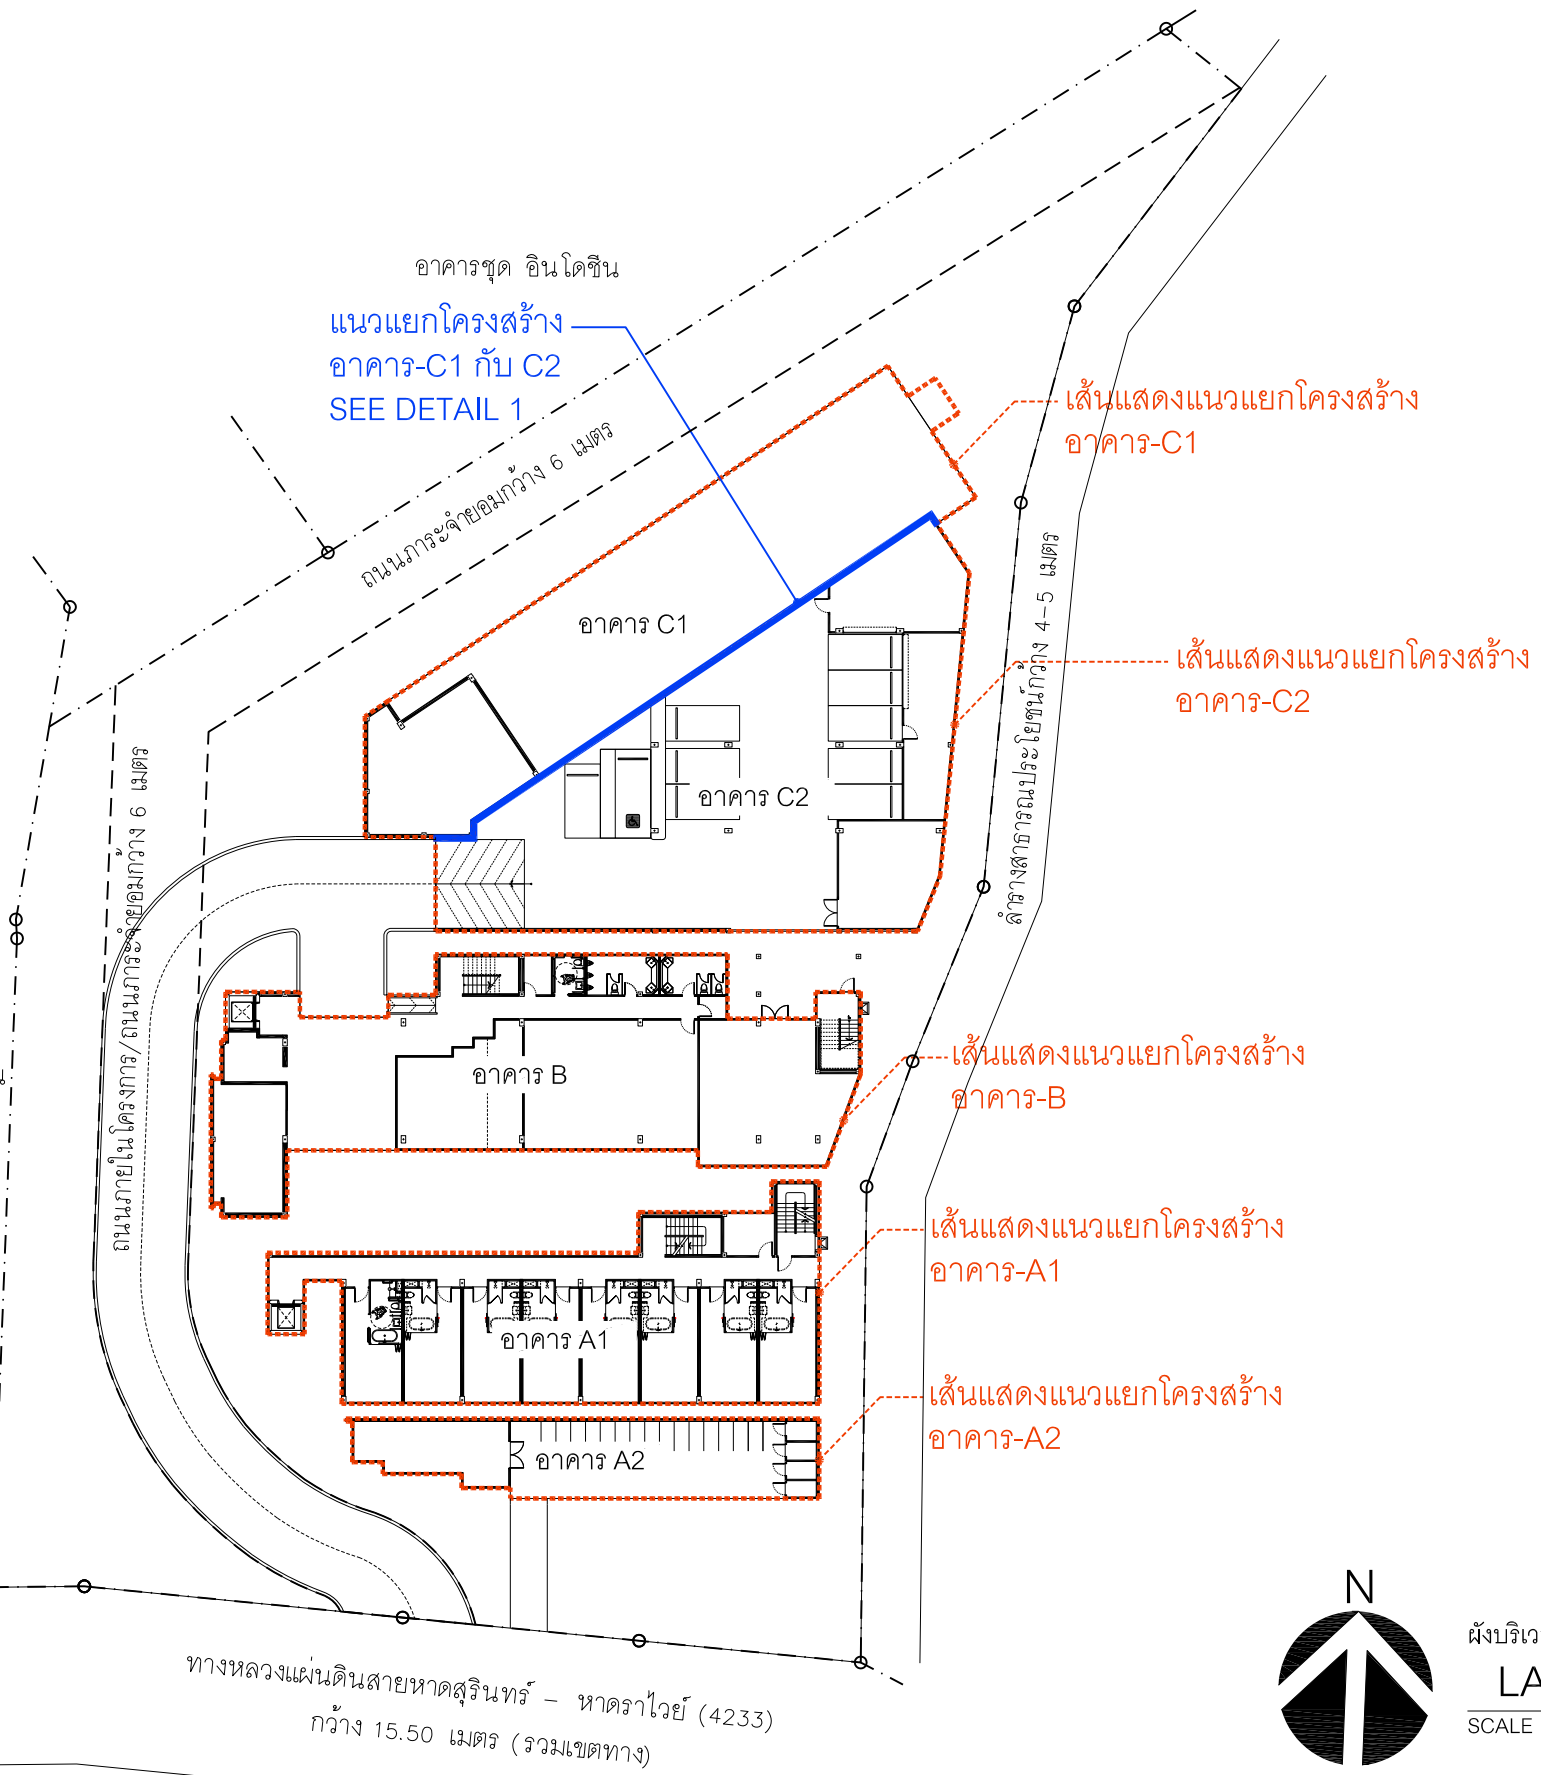 อาคารชุด อินโดชีน
แนวแยกโครงสร้าง
อาคาร-C1 กับ C2
SEE DETAIL 1
เส้นแสดงแนวแยกโครงสร้าง
อาคาร-C1
ถนนภาระจำยอมกว้าง 6 เมตร
อาคาร C1
ลำรางสาธารณประโยชน์กว้าง 4-5 เมตร
เส้นแสดงแนวแยกโครงสร้าง
อาคาร-C2
อาคาร C2
ถนนภายในโครงการ/ถนนภาระจำยอมกว้าง 6 เมตร
เส้นแสดงแนวแยกโครงสร้าง
อาคาร-B
อาคาร B
เส้นแสดงแนวแยกโครงสร้าง
อาคาร-A1
อาคาร A1
เส้นแสดงแนวแยกโครงสร้าง
อาคาร-A2
อาคาร A2
ทางหลวงแผ่นดินสายหาดสุรินทร์ - หาดราไวย์ (4233)
กว้าง 15.50 เมตร (รวมเขตทาง)
N
ผังบริเว
LA
SCALE